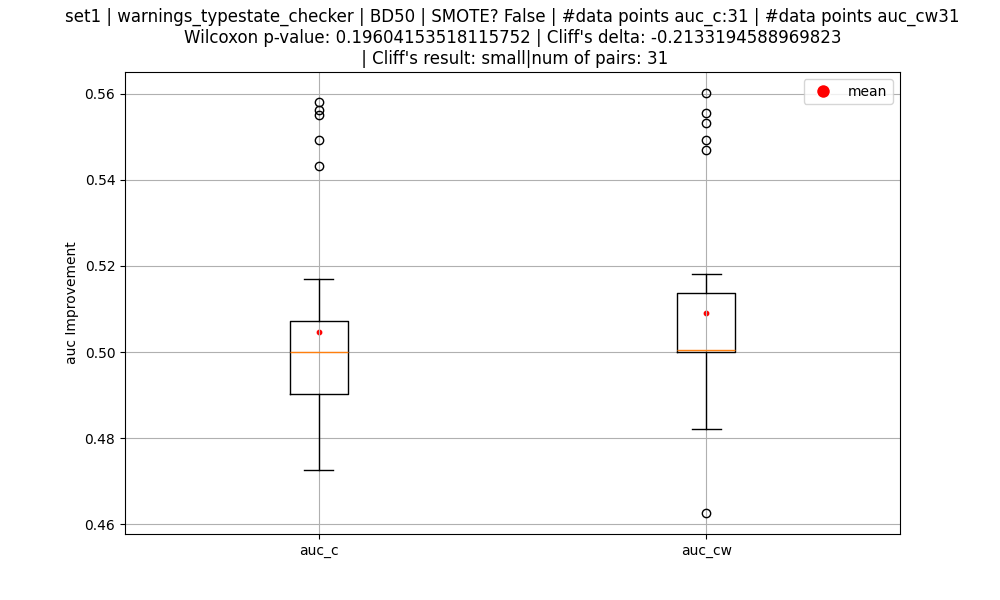 set1 | warnings_typestate_checker | BD50 | SMOTE? False | #data points auc_c:31 | #data points auc_cw31
Wilcoxon p-value: 0.19604153518115752 | Cliff's delta: -0.2133194588969823
| Cliff's result: small|num of pairs: 31
mean
0.56
0.54
0.52
0.50
0.48
0.46
auc Improvement
auc_c
auc_cw